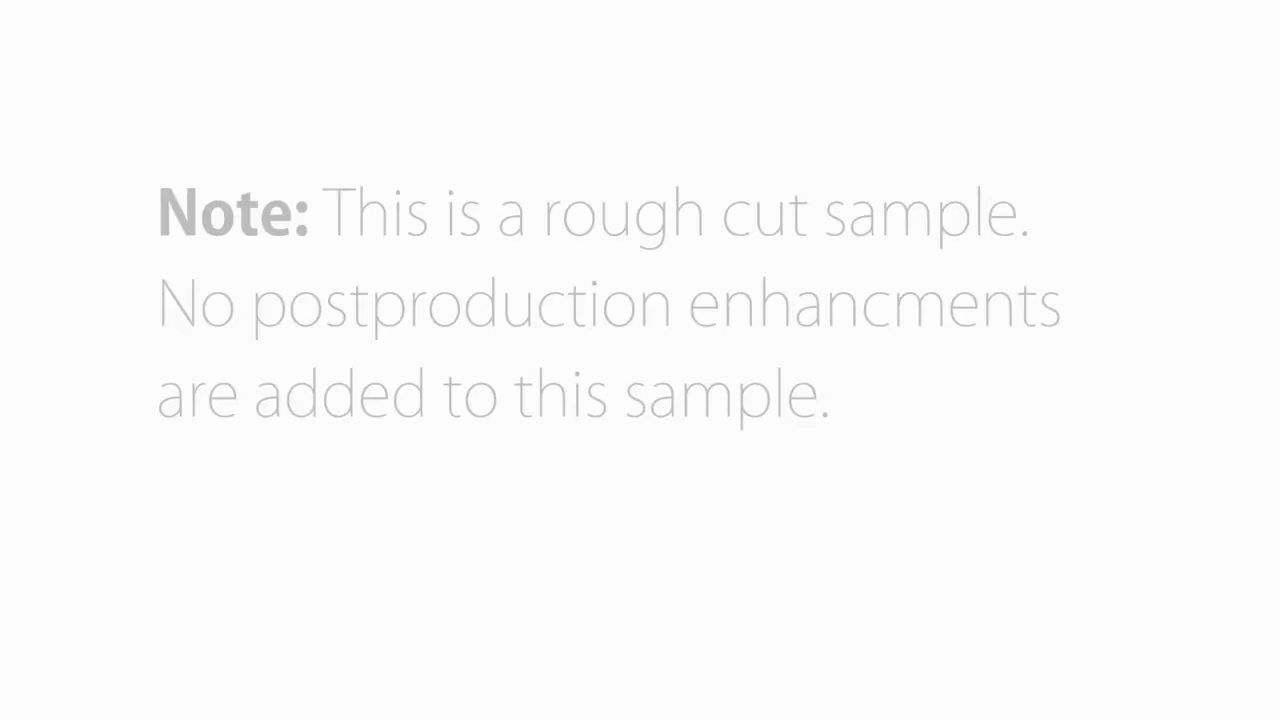 Note: This is a rough cut sample.
No postproduction enhancments
are added to this sample.